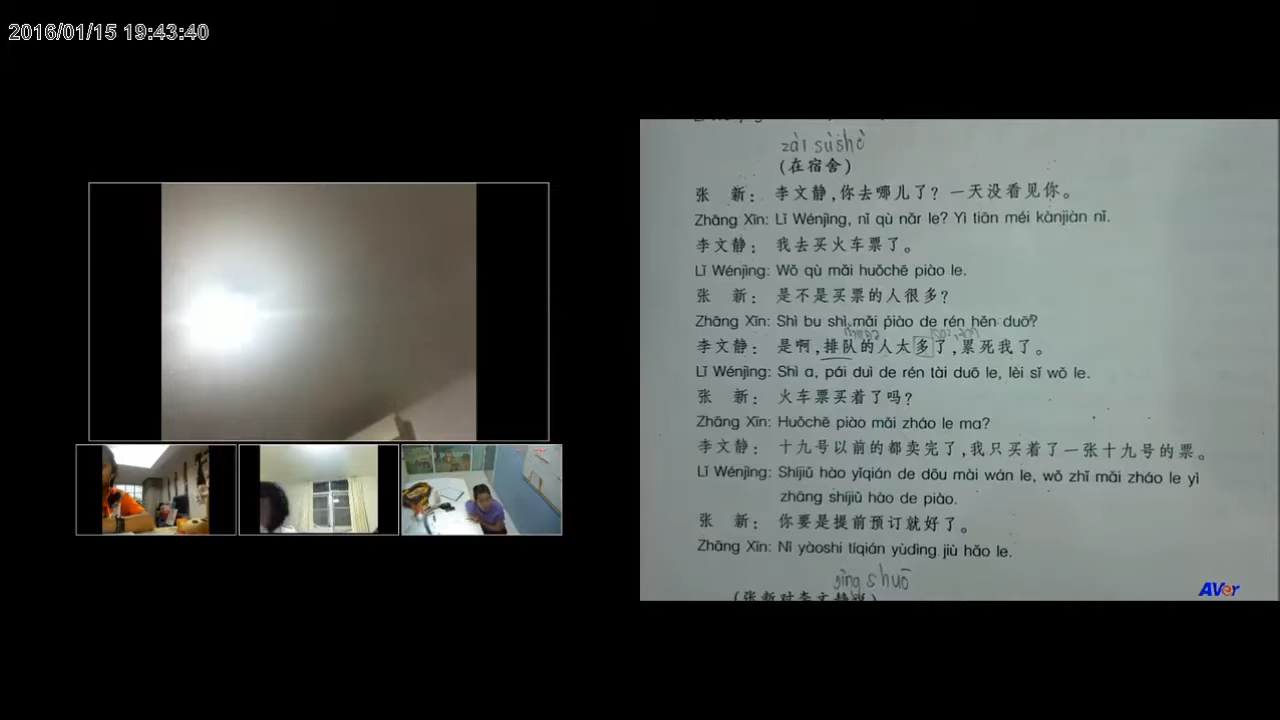 2016/01/15 19:43:40
zài sùshè
(在宿舍)
张 新：李文静,你去哪儿了？一天没看见你。
Zhāng Xīn: Lǐ Wénjìng, nǐ qù nǎr le? Yì tiān méi kànjiàn nǐ.
李文静：我去买火车票了。
Lǐ Wénjìng: Wǒ qù mǎi huǒchē piào le.
张 新：是不是买票的人很多？
Zhāng Xīn: Shì bu shì mǎi piào de rén hěn duō?
李文静：是啊,排队的人太多了,累死我了。
Lǐ Wénjìng: Shì a, pái duì de rén tài duō le, lèi sǐ wǒ le.
张 新：火车票买着了吗？
Zhāng Xīn: Huǒchē piào mǎi zháo le ma?
李文静：十九号以前的都卖完了,我只买着了一张十九号的票。
Lǐ Wénjìng: Shíjiǔ hào yǐqián de dōu mài wán le, wǒ zhǐ mǎi zháo le yì
zhāng shíjiǔ hào de piào.
张 新：你要是提前预订就好了。
Zhāng Xīn: Nǐ yàoshi tíqián yùdìng jiù hǎo le.
jìng shuō
(张新对李文静说)
AVer